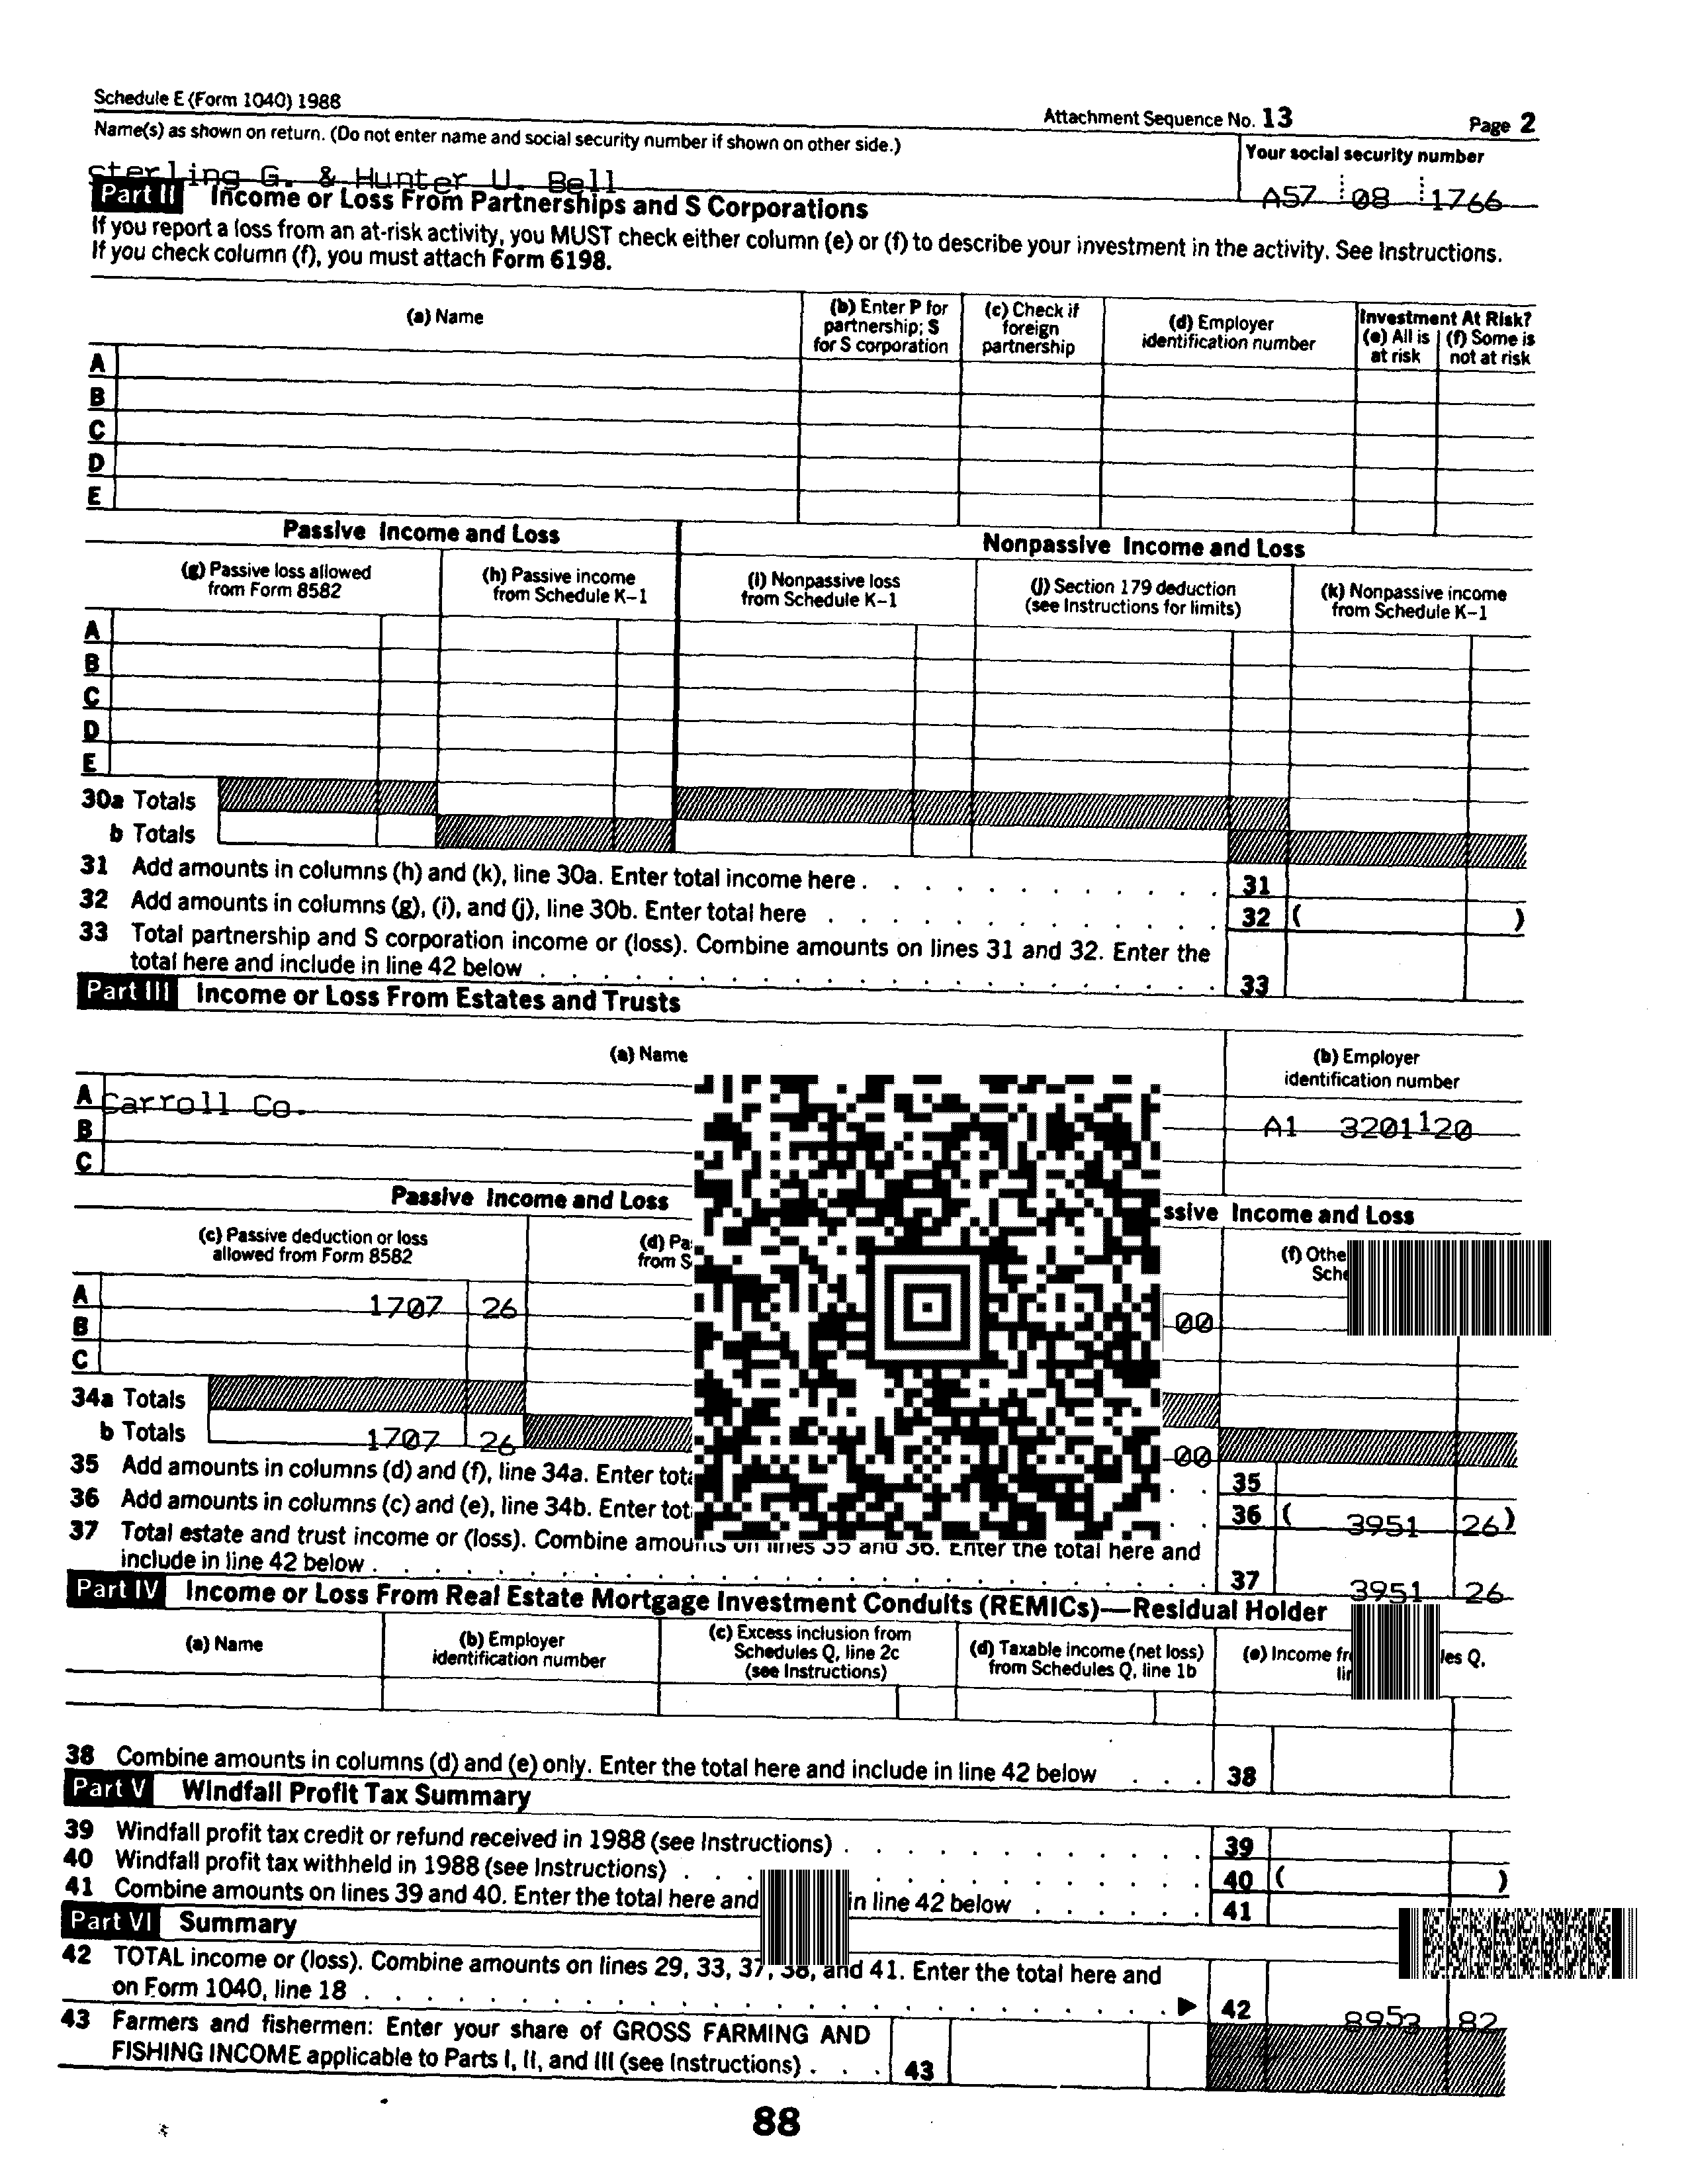 Schedule E (Form 1040) 1988
Attachment Sequence No. 13
Page 2
Name(s) as shown on return. (Do not enter name and social security number if shown on other side.)
Your social security number
Sterling G. & Hunter U. Bell
A57 08 1766
Part II Income or Loss From Partnerships and S Corporations
If you report a loss from an at-risk activity, you MUST check either column (e) or (f) to describe your investment in the activity. See Instructions.
If you check column (f), you must attach Form 6198.
(a) Name
(b) Enter P for partnership; S for S corporation
(c) Check if foreign partnership
(d) Employer identification number
Investment At Risk?
(e) All is at risk
(f) Some is not at risk
A
B
C
D
E
Passive Income and Loss
Nonpassive Income and Loss
(g) Passive loss allowed from Form 8582
(h) Passive income from Schedule K–1
(i) Nonpassive loss from Schedule K–1
(j) Section 179 deduction (see Instructions for limits)
(k) Nonpassive income from Schedule K–1
A
B
C
D
E
30a Totals
b Totals
31 Add amounts in columns (h) and (k), line 30a. Enter total income here . . . 31
32 Add amounts in columns (g), (i), and (j), line 30b. Enter total here . . . 32 ( )
33 Total partnership and S corporation income or (loss). Combine amounts on lines 31 and 32. Enter the
total here and include in line 42 below . . . 33
Part III Income or Loss From Estates and Trusts
(a) Name
(b) Employer identification number
A Carroll Co.
B A1 3201120
C
Passive Income and Loss
ssive Income and Loss
(c) Passive deduction or loss allowed from Form 8582
(d) Pa
from S
(f) Othe
Sche
A 1707 26 00
B
C
34a Totals
b Totals 1707 26 00
35 Add amounts in columns (d) and (f), line 34a. Enter tota . . 35
36 Add amounts in columns (c) and (e), line 34b. Enter tot . . 36 ( 3951 26)
37 Total estate and trust income or (loss). Combine amounts on lines 35 and 36. Enter the total here and
include in line 42 below . . . 37 3951 26
Part IV Income or Loss From Real Estate Mortgage Investment Conduits (REMICs)—Residual Holder
(a) Name
(b) Employer identification number
(c) Excess inclusion from Schedules Q, line 2c (see Instructions)
(d) Taxable income (net loss) from Schedules Q, line 1b
(e) Income fr les Q,
lin
38 Combine amounts in columns (d) and (e) only. Enter the total here and include in line 42 below . . . 38
Part V Windfall Profit Tax Summary
39 Windfall profit tax credit or refund received in 1988 (see Instructions) . . . 39
40 Windfall profit tax withheld in 1988 (see Instructions) . . . 40 ( )
41 Combine amounts on lines 39 and 40. Enter the total here and in line 42 below . . . 41
Part VI Summary
42 TOTAL income or (loss). Combine amounts on lines 29, 33, 37, 38, and 41. Enter the total here and
on Form 1040, line 18 . . . ▶ 42 8953 82
43 Farmers and fishermen: Enter your share of GROSS FARMING AND
FISHING INCOME applicable to Parts I, II, and III (see Instructions) . . . 43
88